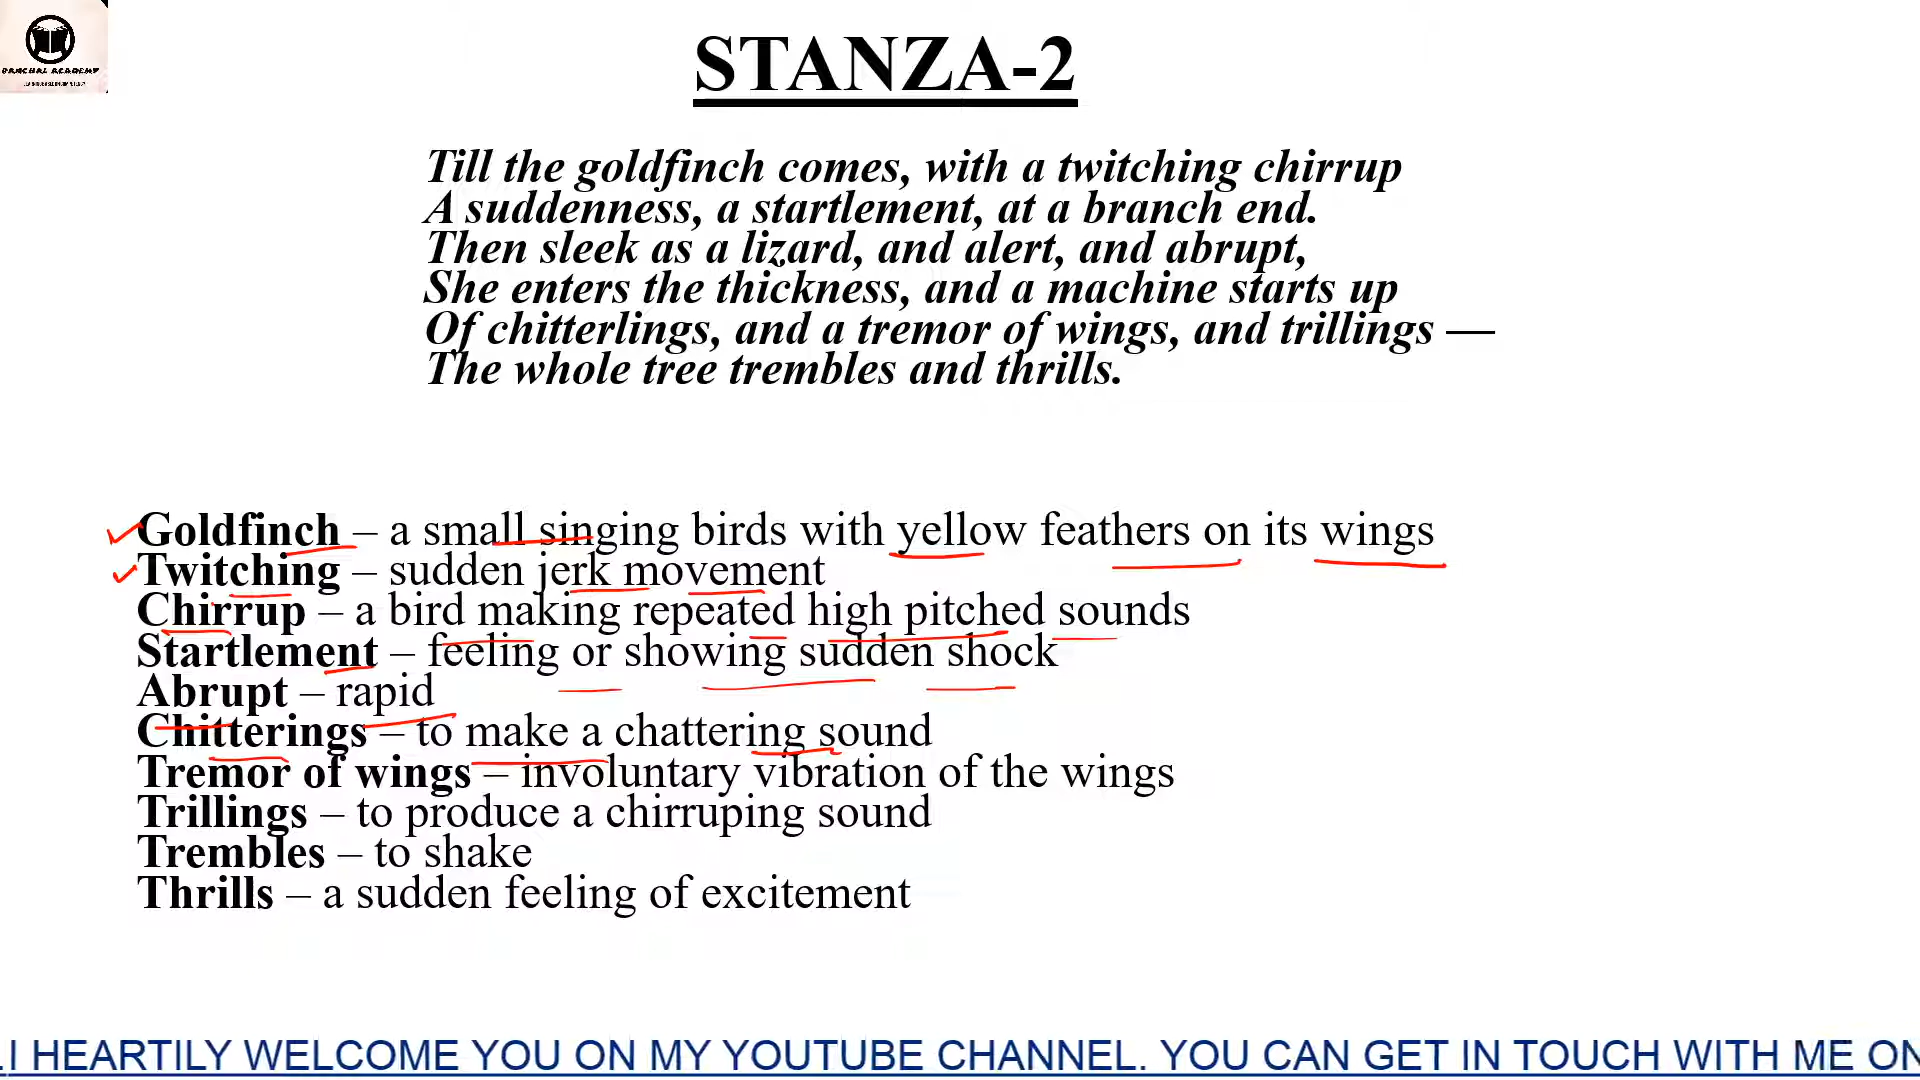 PANCHAL ACADEMY
STANZA-2
Till the goldfinch comes, with a twitching chirrup
A suddenness, a startlement, at a branch end.
Then sleek as a lizard, and alert, and abrupt,
She enters the thickness, and a machine starts up
Of chitterlings, and a tremor of wings, and trillings —
The whole tree trembles and thrills.
Goldfinch – a small singing birds with yellow feathers on its wings
Twitching – sudden jerk movement
Chirrup – a bird making repeated high pitched sounds
Startlement – feeling or showing sudden shock
Abrupt – rapid
Chitterings – to make a chattering sound
Tremor of wings – involuntary vibration of the wings
Trillings – to produce a chirruping sound
Trembles – to shake
Thrills – a sudden feeling of excitement
.I HEARTILY WELCOME YOU ON MY YOUTUBE CHANNEL. YOU CAN GET IN TOUCH WITH ME ON